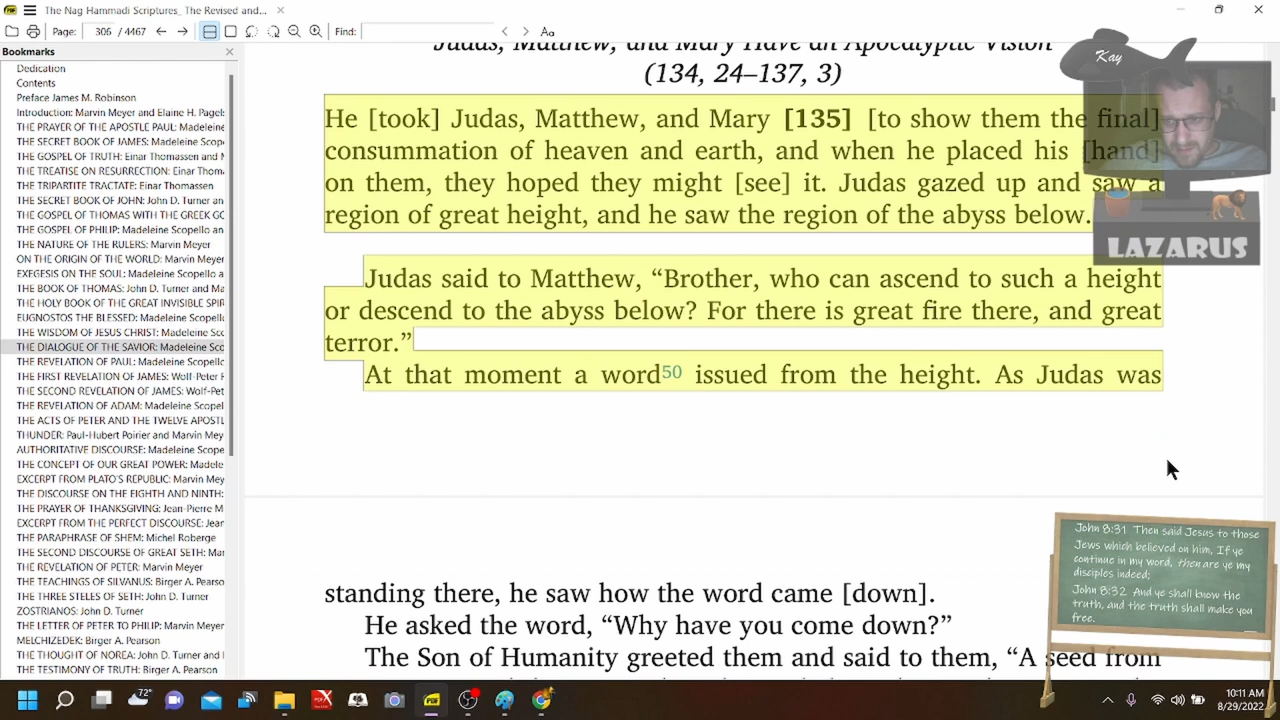 The Nag Hammadi Scriptures_ The Revised and...
Page: 306 / 4467
Find:
Aa
Bookmarks
Dedication
Contents
Preface James M. Robinson
Introduction: Marvin Meyer and Elaine H. Pagels
THE PRAYER OF THE APOSTLE PAUL: Madeleine
THE SECRET BOOK OF JAMES: Madeleine Scop
THE GOSPEL OF TRUTH: Einar Thomassen and M
THE TREATISE ON RESURRECTION: Einar Thom
THE TRIPARTITE TRACTATE: Einar Thomassen
THE SECRET BOOK OF JOHN: John D. Turner and
THE GOSPEL OF THOMAS WITH THE GREEK GO
THE GOSPEL OF PHILIP: Madeleine Scopello and
THE NATURE OF THE RULERS: Marvin Meyer
ON THE ORIGIN OF THE WORLD: Marvin Meyer
EXEGESIS ON THE SOUL: Madeleine Scopello a
THE BOOK OF THOMAS: John D. Turner and Ma
THE HOLY BOOK OF THE GREAT INVISIBLE SPIR
EUGNOSTOS THE BLESSED: Madeleine Scopello
THE WISDOM OF JESUS CHRIST: Madeleine Sco
THE DIALOGUE OF THE SAVIOR: Madeleine Sco
THE REVELATION OF PAUL: Madeleine Scopello
THE FIRST REVELATION OF JAMES: Wolf-Peter F
THE SECOND REVELATION OF JAMES: Wolf-Pet
THE REVELATION OF ADAM: Madeleine Scopel
THE ACTS OF PETER AND THE TWELVE APOSTL
THUNDER: Paul-Hubert Poirier and Marvin Mey
AUTHORITATIVE DISCOURSE: Madeleine Scope
THE CONCEPT OF OUR GREAT POWER: Madele
EXCERPT FROM PLATO'S REPUBLIC: Marvin Mey
THE DISCOURSE ON THE EIGHTH AND NINTH:
THE PRAYER OF THANKSGIVING: Jean-Pierre M
EXCERPT FROM THE PERFECT DISCOURSE: Jear
THE PARAPHRASE OF SHEM: Michel Roberge
THE SECOND DISCOURSE OF GREAT SETH: Mar
THE REVELATION OF PETER: Marvin Meyer
THE TEACHINGS OF SILVANUS: Birger A. Pearso
THE THREE STELES OF SETH: John D. Turner
ZOSTRIANOS: John D. Turner
THE LETTER OF PETER TO PHILIP: Marvin Meyer
MELCHIZEDEK: Birger A. Pearson
THE THOUGHT OF NOREA: John D. Turner and
THE TESTIMONY OF TRUTH: Birger A. Pearson
Judas, Matthew, and Mary Have an Apocalyptic Vision
(134, 24–137, 3)
He [took] Judas, Matthew, and Mary [135] [to show them the final]
consummation of heaven and earth, and when he placed his [hand]
on them, they hoped they might [see] it. Judas gazed up and saw a
region of great height, and he saw the region of the abyss below.
Judas said to Matthew, “Brother, who can ascend to such a height
or descend to the abyss below? For there is great fire there, and great
terror.”
At that moment a word50 issued from the height. As Judas was
standing there, he saw how the word came [down].
He asked the word, “Why have you come down?”
The Son of Humanity greeted them and said to them, “A seed from
Kay
LAZARUS
John 8:31 Then said Jesus to those
Jews which believed on him, If ye
continue in my word, then are ye my
disciples indeed;
John 8:32 And ye shall know the
truth, and the truth shall make you
free.
72°
PDF
10:11 AM
8/29/2022